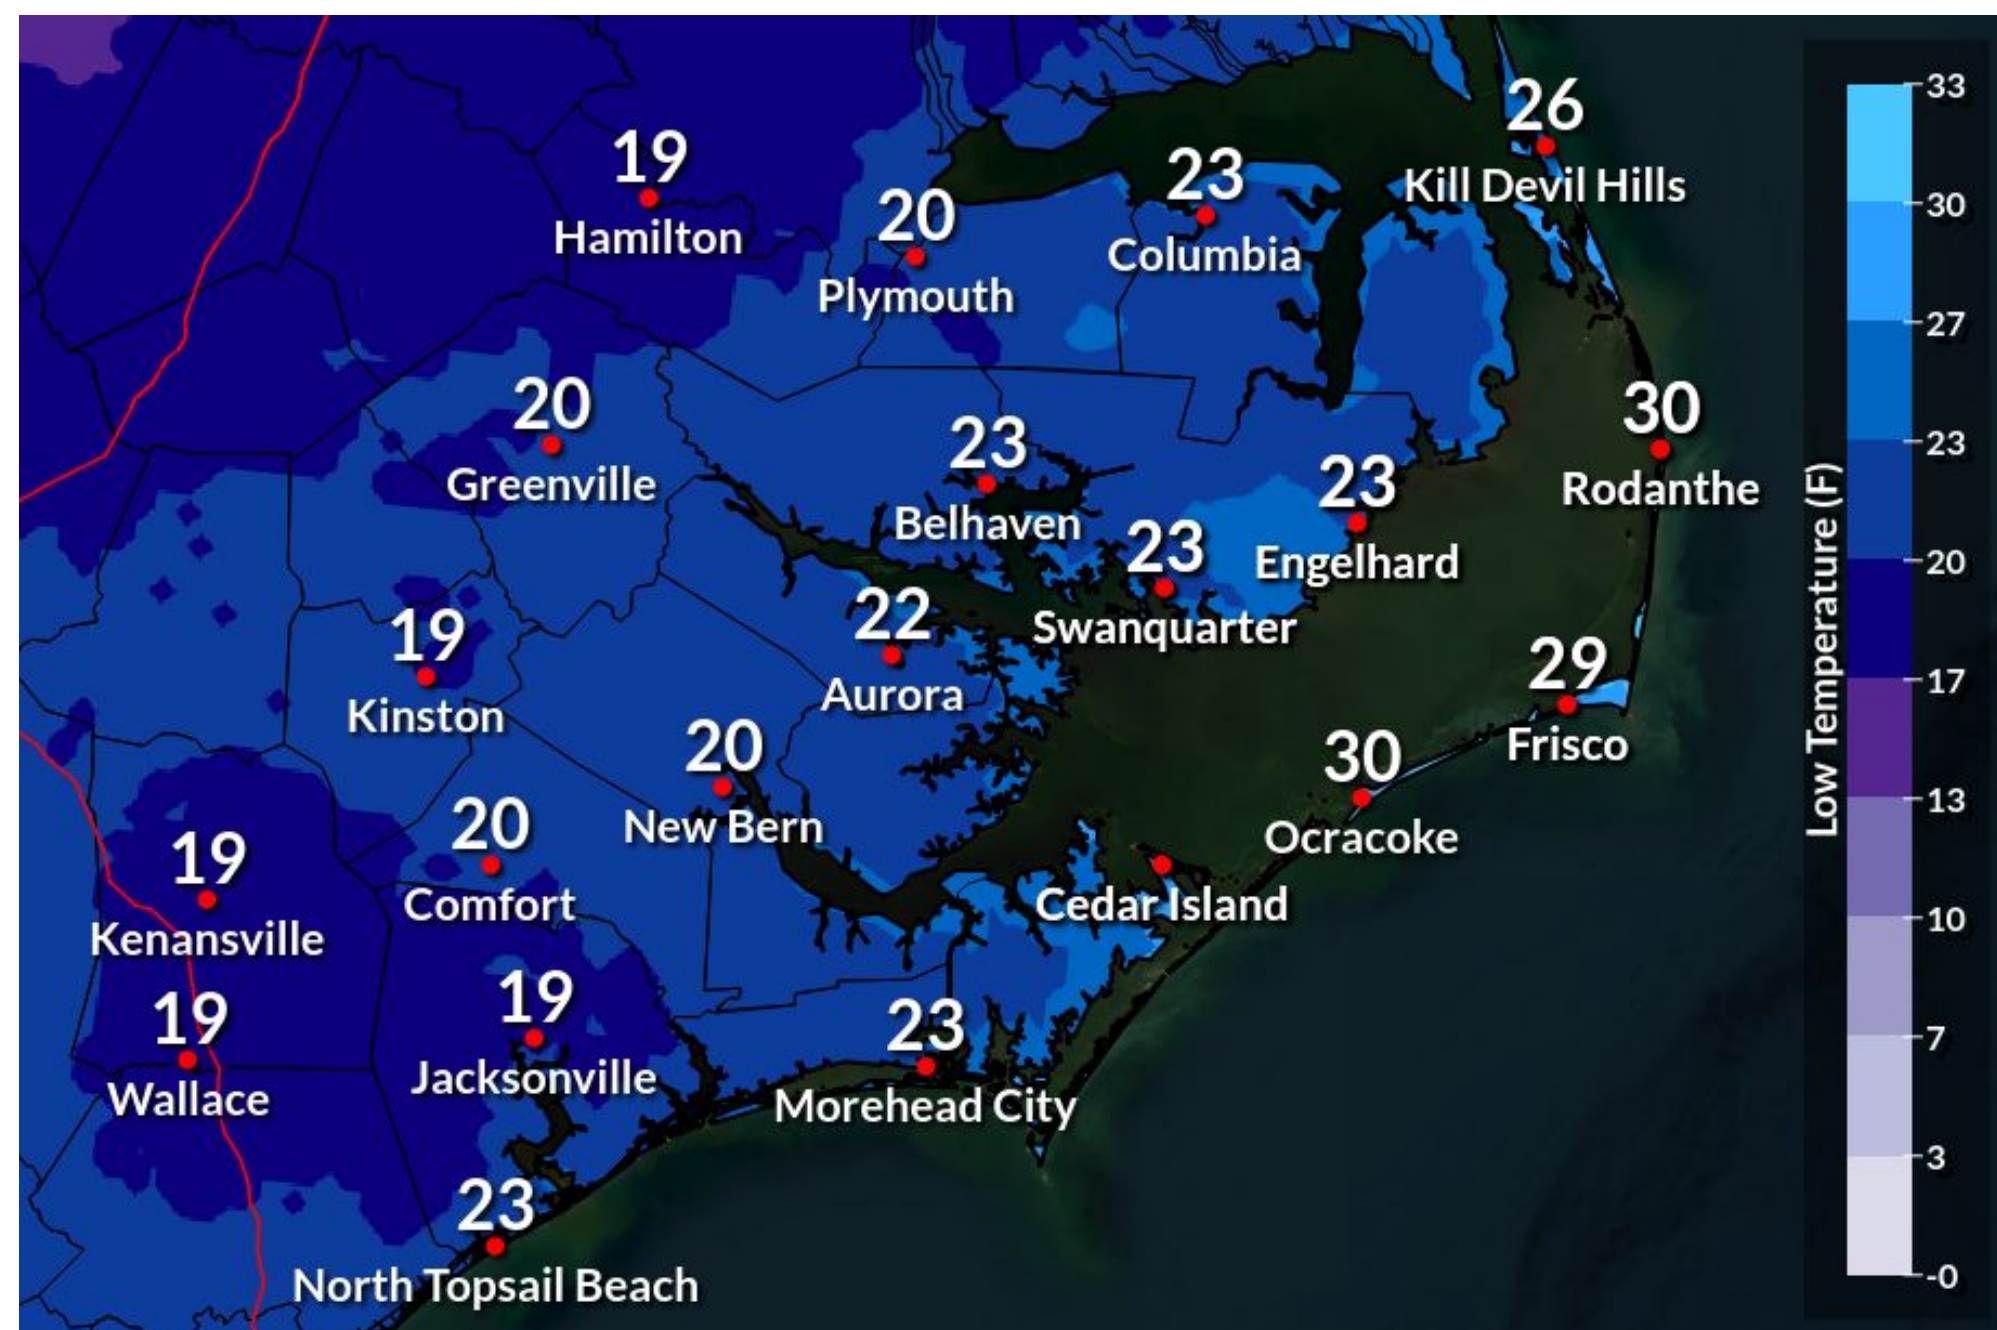 26
Kill Devil Hills
19
Hamilton
23
Columbia
20
Plymouth
20
Greenville
30
Rodanthe
23
Belhaven
23
Engelhard
23
Swanquarter
22
Aurora
19
Kinston
29
Frisco
20
New Bern
30
Ocracoke
20
Comfort
19
Kenansville
Cedar Island
19
Jacksonville
19
Wallace
23
Morehead City
23
North Topsail Beach
Low Temperature (F)
33
30
27
23
20
17
13
10
7
3
-0